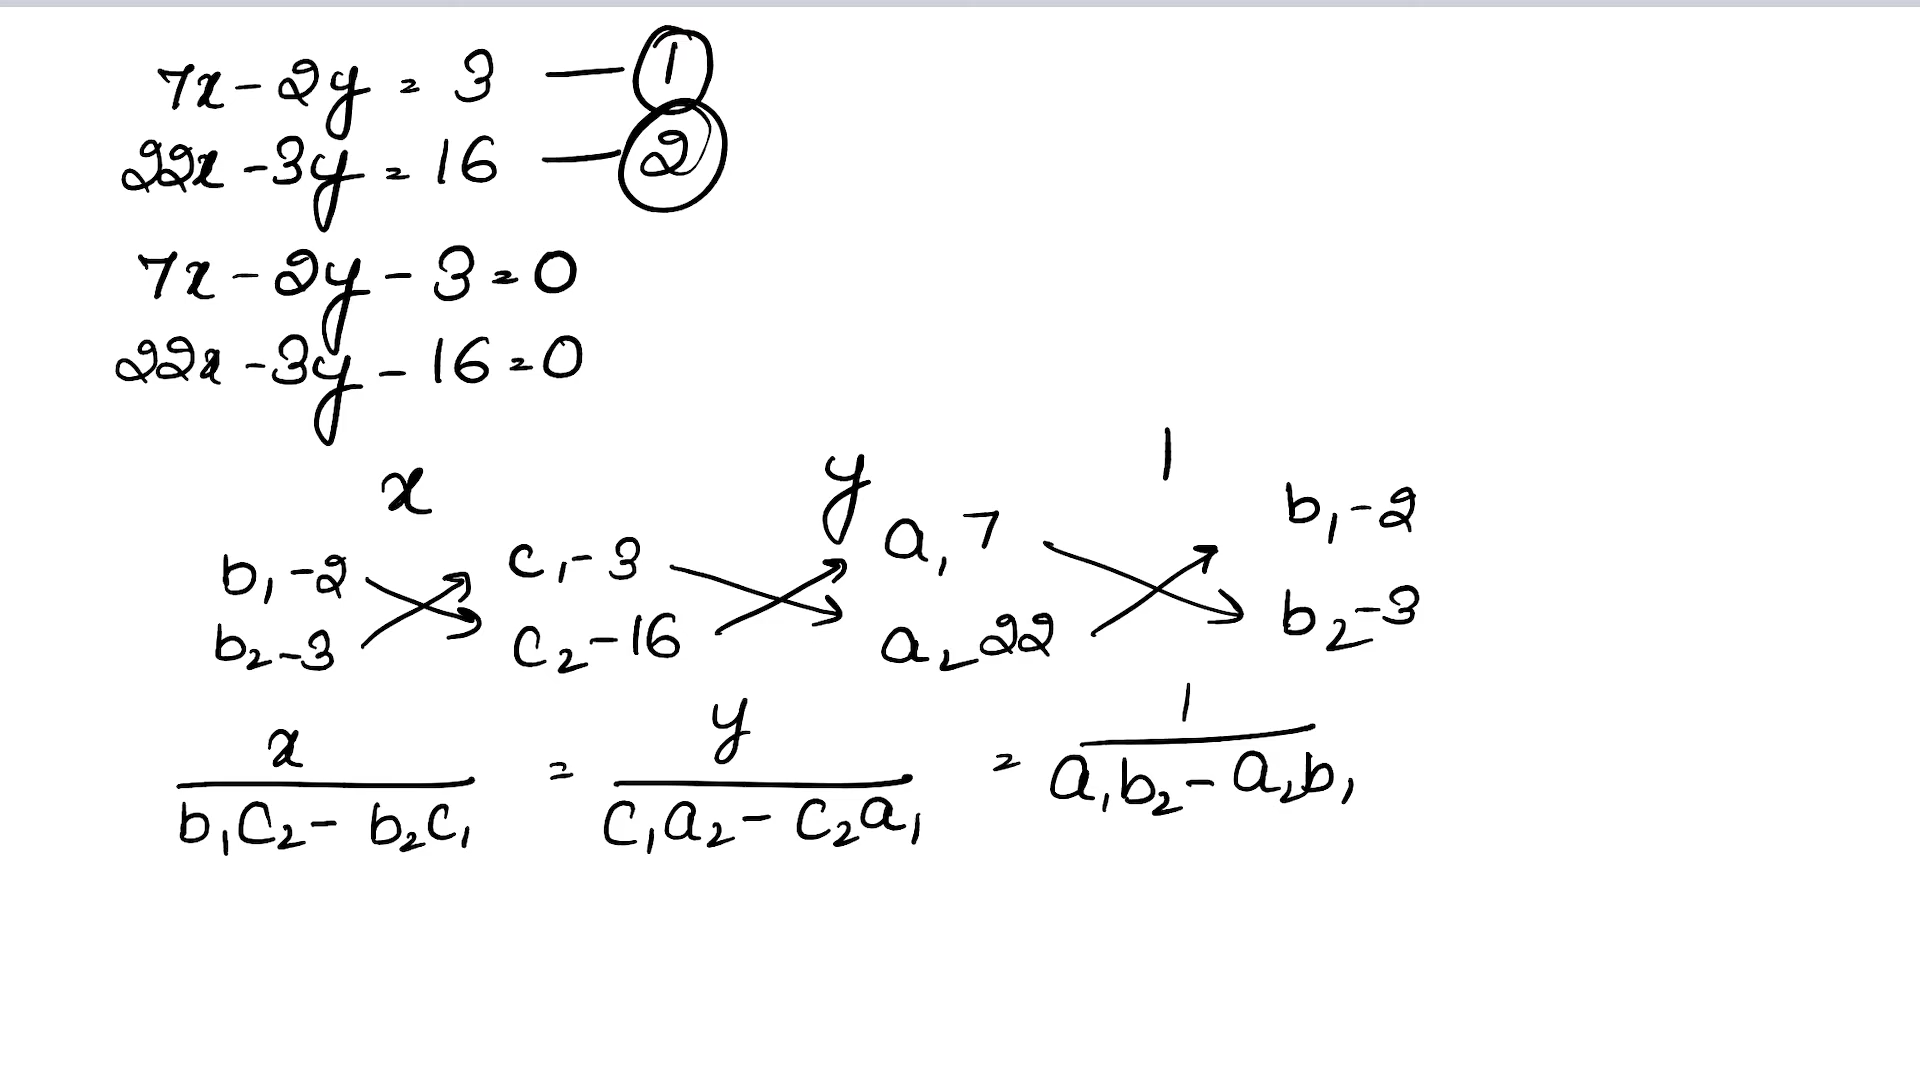 7x - 2y = 3 — 1
22x - 3y = 16 — 2
7x - 2y - 3 = 0
22x - 3y - 16 = 0
x y 1
b₁ -2 c₁ -3 a₁ 7 b₁ -2
b₂ -3 c₂ -16 a₂ 22 b₂ -3
x y 1
= =
b₁c₂ - b₂c₁ c₁a₂ - c₂a₁ a₁b₂ - a₂b₁